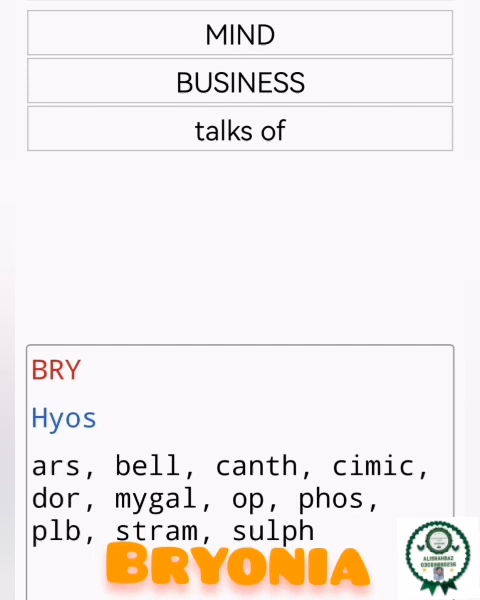 MIND
BUSINESS
talks of
BRY
Hyos
ars, bell, canth, cimic,
dor, mygal, op, phos,
plb, stram, sulph
BRYONIA